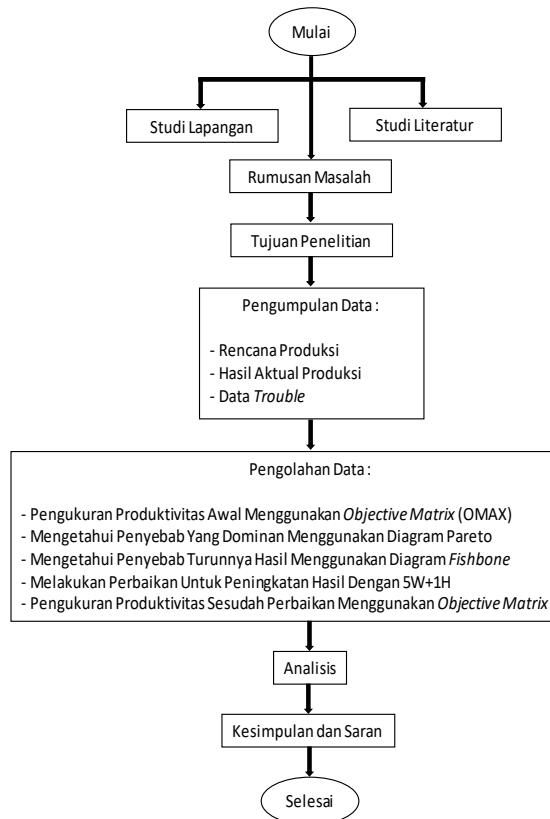 Mulai
Studi Lapangan
Studi Literatur
Rumusan Masalah
Tujuan Penelitian
Pengumpulan Data :
- Rencana Produksi
- Hasil Aktual Produksi
- Data Trouble
Pengolahan Data :
- Pengukuran Produktivitas Awal Menggunakan Objective Matrix (OMAX)
- Mengetahui Penyebab Yang Dominan Menggunakan Diagram Pareto
- Mengetahui Penyebab Turunnya Hasil Menggunakan Diagram Fishbone
- Melakukan Perbaikan Untuk Peningkatan Hasil Dengan 5W+1H
- Pengukuran Produktivitas Sesudah Perbaikan Menggunakan Objective Matrix
Analisis
Kesimpulan dan Saran
Selesai